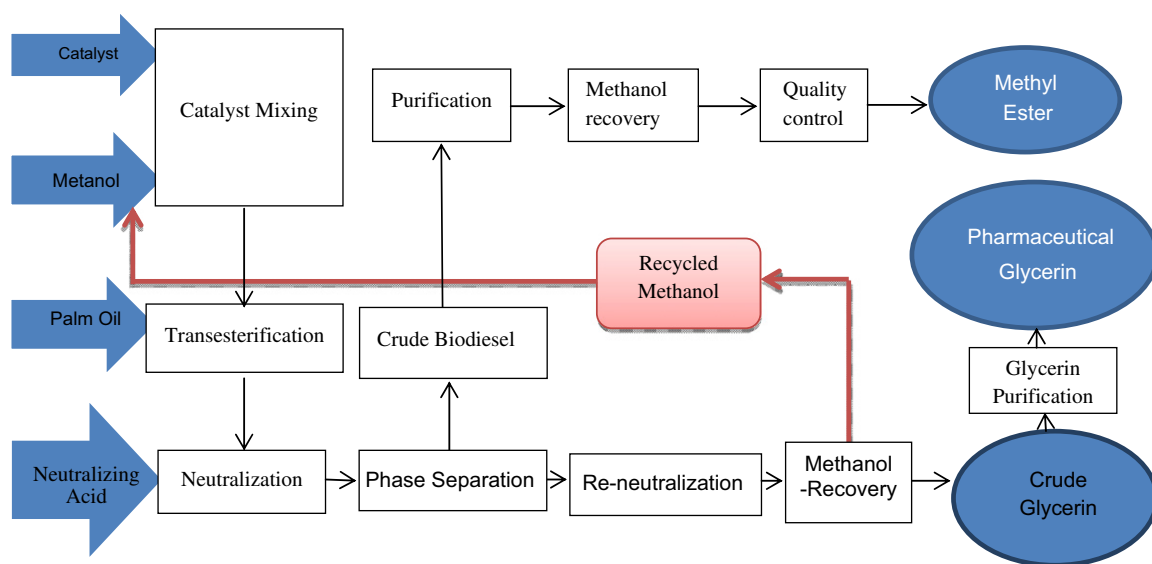 Catalyst
Catalyst Mixing
Metanol
Purification
Methanol
recovery
Quality
control
Methyl
Ester
Pharmaceutical
Glycerin
Recycled
Methanol
Palm Oil
Transesterification
Crude Biodiesel
Glycerin
Purification
Neutralizing
Acid
Neutralization
Phase Separation
Re-neutralization
Methanol
-Recovery
Crude
Glycerin